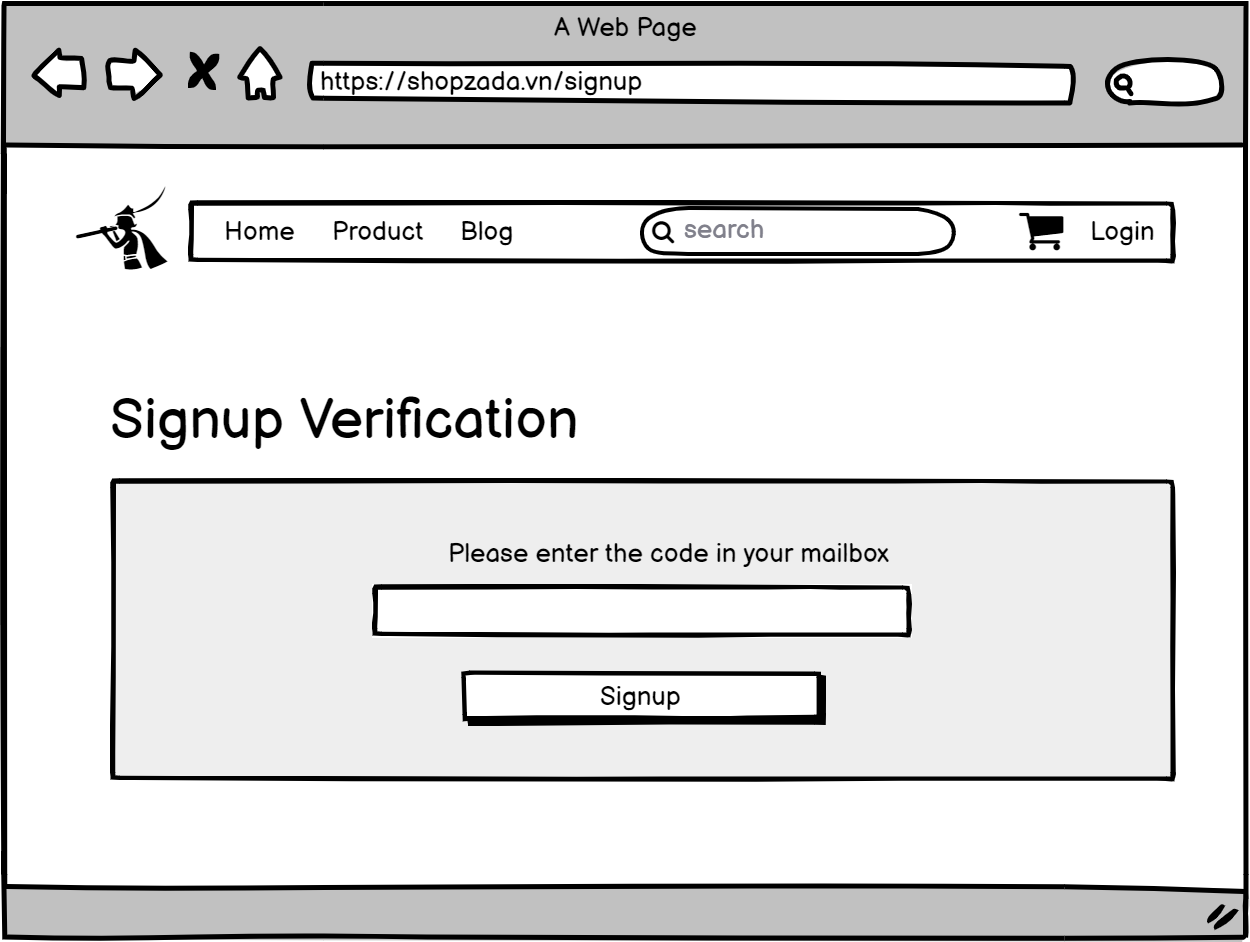 A Web Page
https://shopzada.vn/signup
Home Product Blog search Login
Signup Verification
Please enter the code in your mailbox
Signup